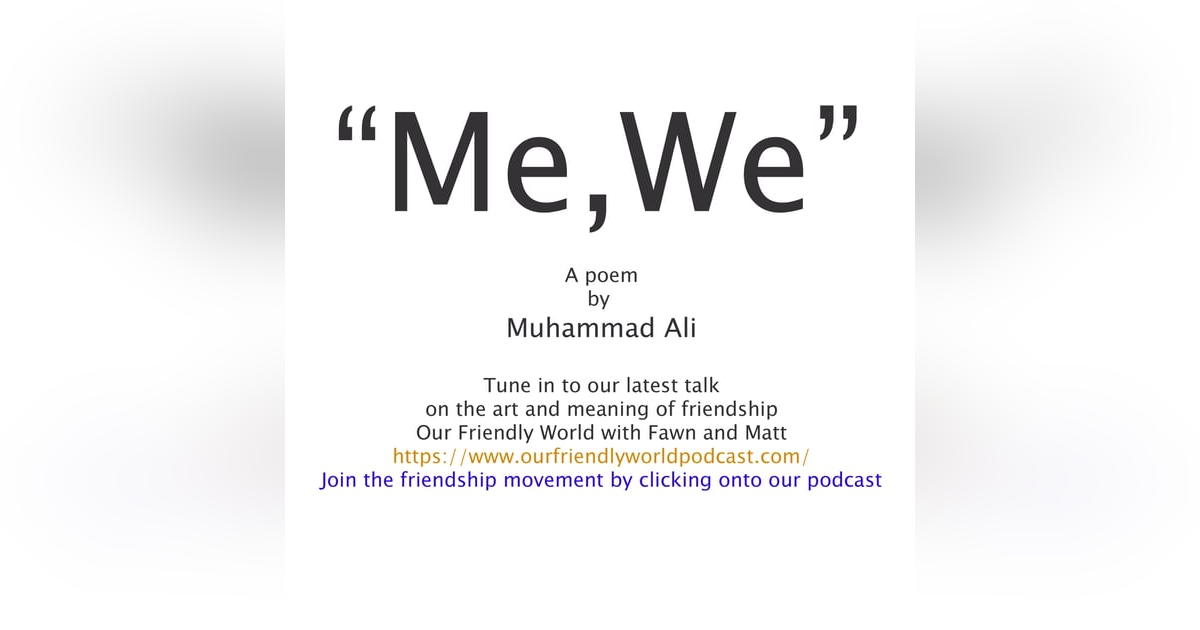 “Me,We”
A poem
by
Muhammad Ali
Tune in to our latest talk
on the art and meaning of friendship
Our Friendly World with Fawn and Matt
https://www.ourfriendlyworldpodcast.com/
Join the friendship movement by clicking onto our podcast